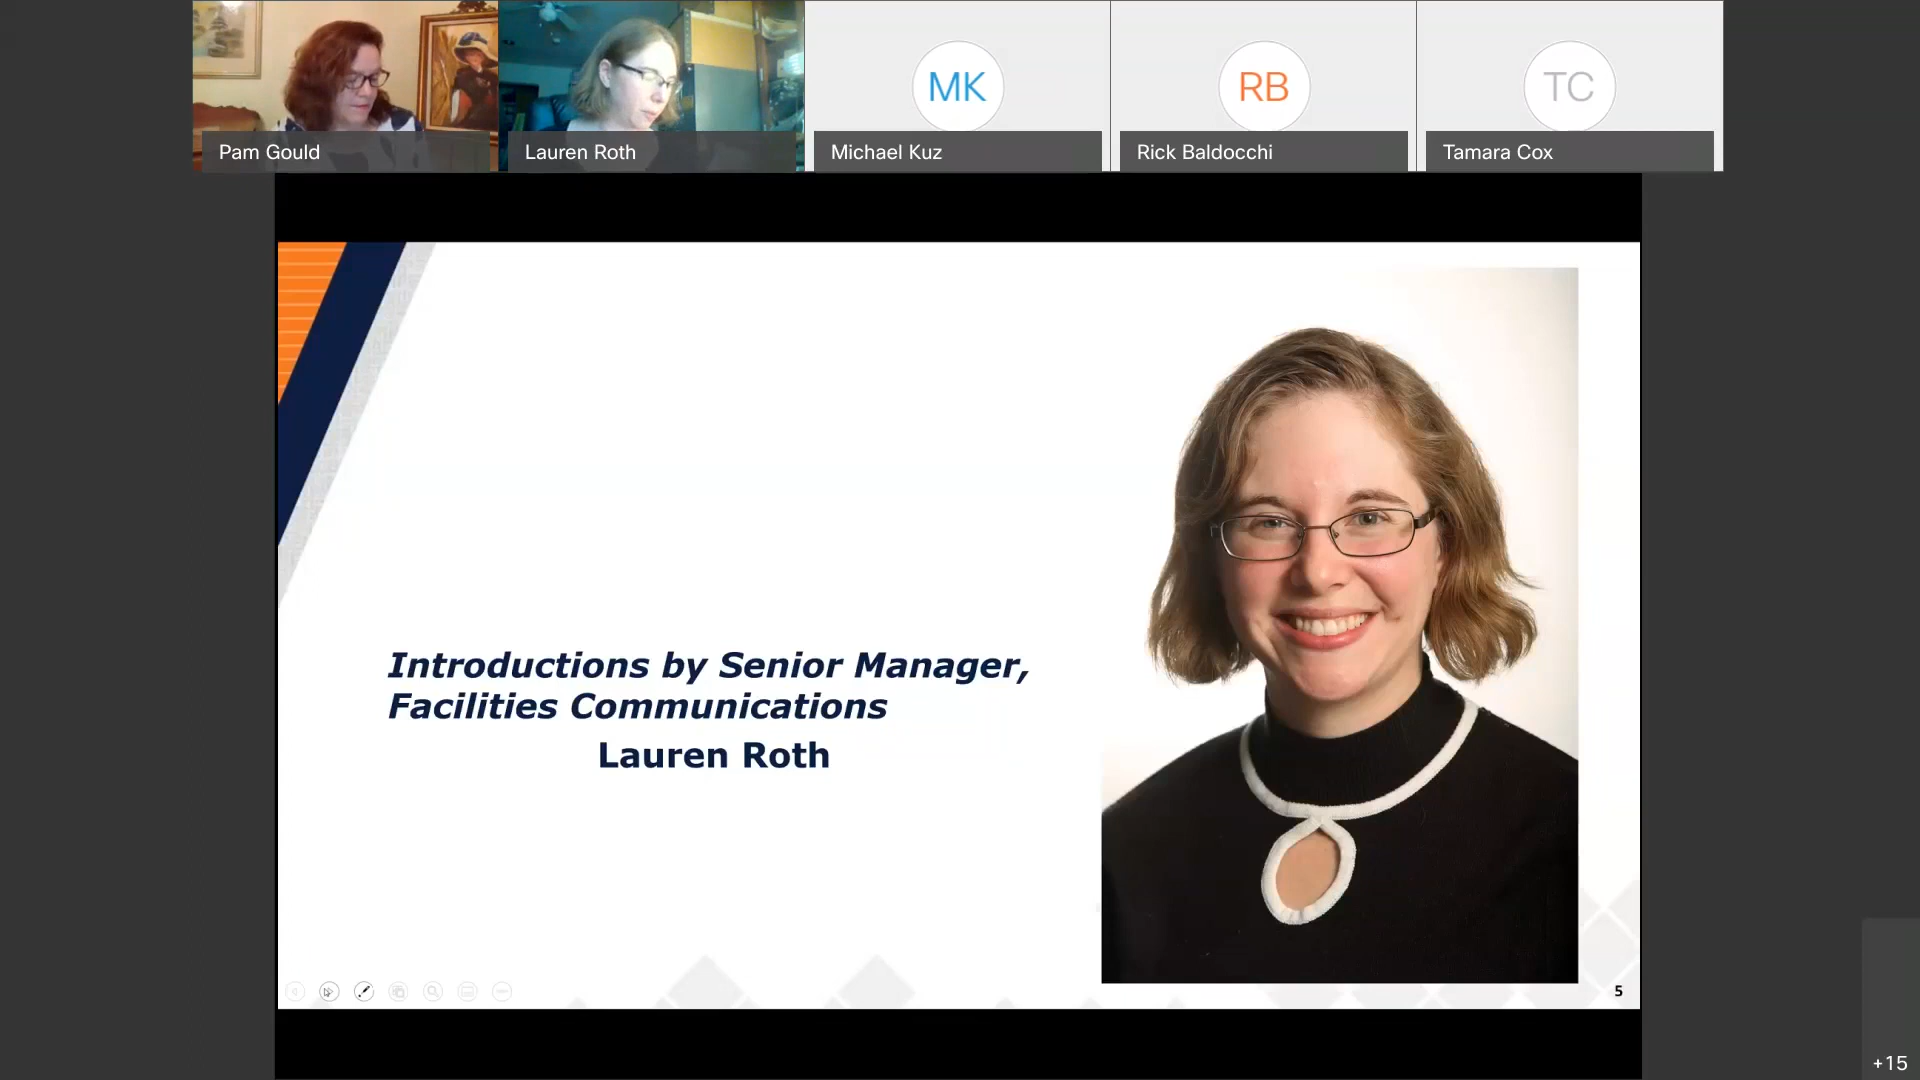 MK
RB
TC
Pam Gould
Lauren Roth
Michael Kuz
Rick Baldocchi
Tamara Cox
Introductions by Senior Manager,
Facilities Communications
Lauren Roth
5
+15